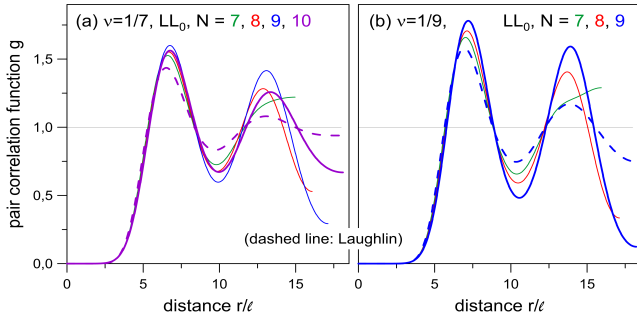 (a) ν=1/7, LL₀, N = 7, 8, 9, 10
(b) ν=1/9, LL₀, N = 7, 8, 9
pair correlation function g
1,5
1,0
0,5
0,0
(dashed line: Laughlin)
0 5 10 15
0 5 10 15
distance r/ℓ
distance r/ℓ